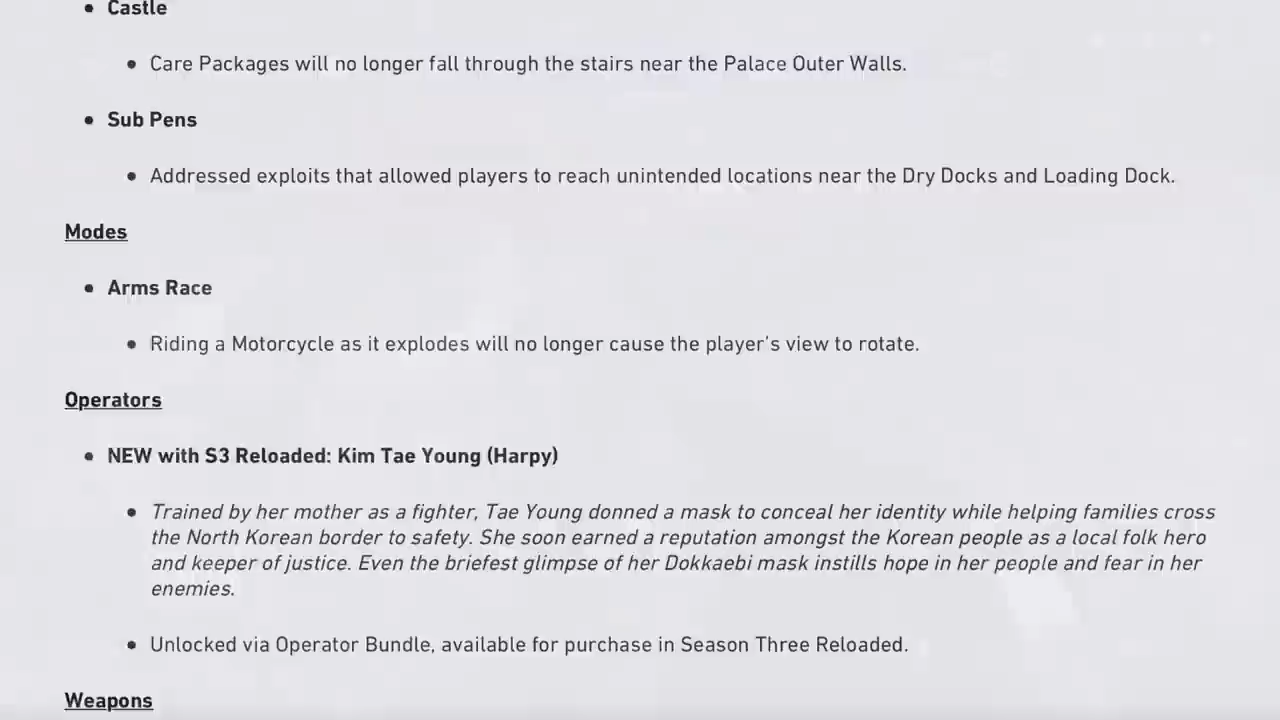 Castle
Care Packages will no longer fall through the stairs near the Palace Outer Walls.
Sub Pens
Addressed exploits that allowed players to reach unintended locations near the Dry Docks and Loading Dock.
Modes
Arms Race
Riding a Motorcycle as it explodes will no longer cause the player's view to rotate.
Operators
NEW with S3 Reloaded: Kim Tae Young (Harpy)
Trained by her mother as a fighter, Tae Young donned a mask to conceal her identity while helping families cross
the North Korean border to safety. She soon earned a reputation amongst the Korean people as a local folk hero
and keeper of justice. Even the briefest glimpse of her Dokkaebi mask instills hope in her people and fear in her
enemies.
Unlocked via Operator Bundle, available for purchase in Season Three Reloaded.
Weapons